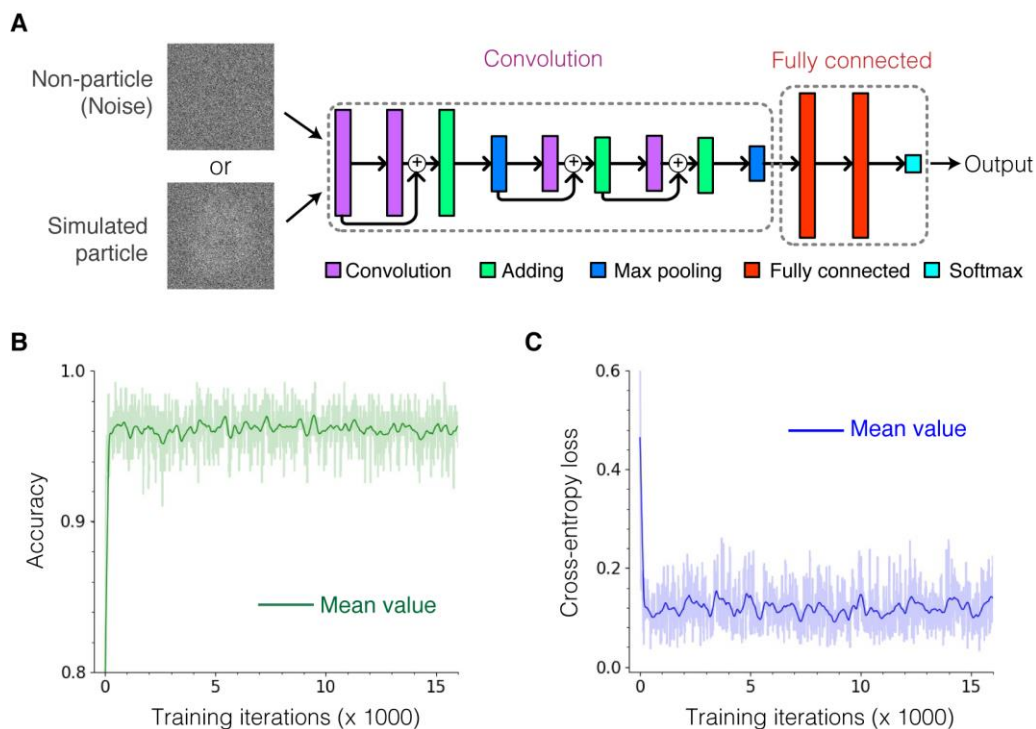 A
Non-particle
(Noise)
or
Simulated
particle
Convolution
Fully connected
+
+
+
Output
Convolution Adding Max pooling Fully connected Softmax
B
1.0
0.9
0.8
Accuracy
Mean value
0 5 10 15
Training iterations (x 1000)
C
0.6
0.4
0.2
0.0
Cross-entropy loss
Mean value
0 5 10 15
Training iterations (x 1000)